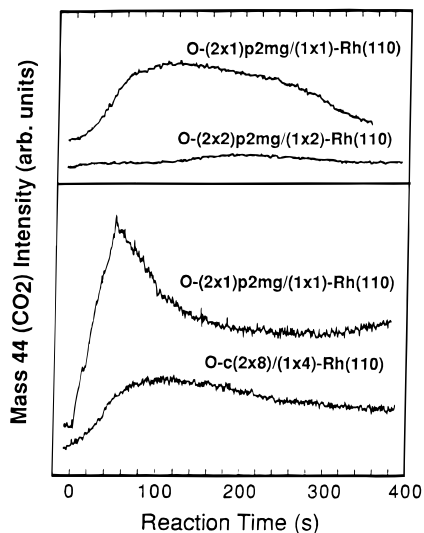 Mass 44 (CO2) Intensity (arb. units)
O-(2x1)p2mg/(1x1)-Rh(110)
O-(2x2)p2mg/(1x2)-Rh(110)
O-(2x1)p2mg/(1x1)-Rh(110)
O-c(2x8)/(1x4)-Rh(110)
0 100 200 300 400
Reaction Time (s)